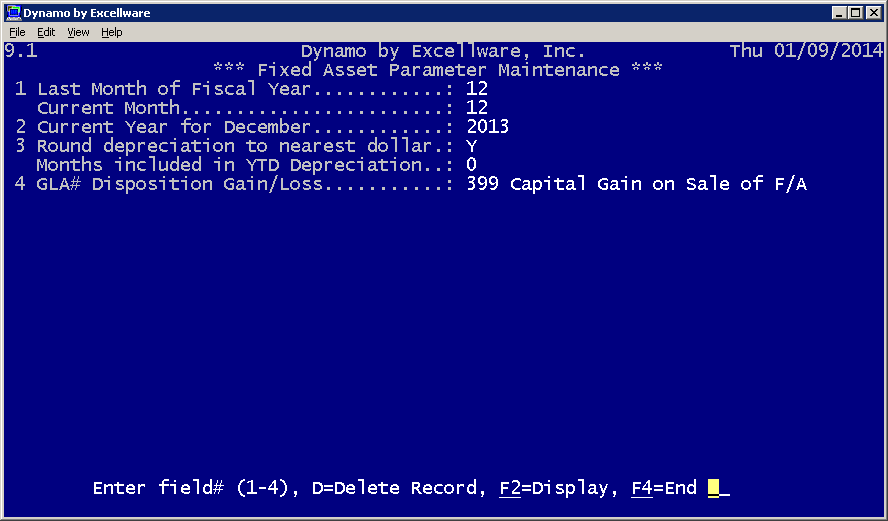 Dynamo by Excellware
File Edit View Help
9.1 Dynamo by Excellware, Inc. Thu 01/09/2014
*** Fixed Asset Parameter Maintenance ***
1 Last Month of Fiscal Year............: 12
Current Month.........................: 12
2 Current Year for December............: 2013
3 Round depreciation to nearest dollar.: Y
Months included in YTD Depreciation..: 0
4 GLA# Disposition Gain/Loss...........: 399 Capital Gain on Sale of F/A
Enter field# (1-4), D=Delete Record, F2=Display, F4=End